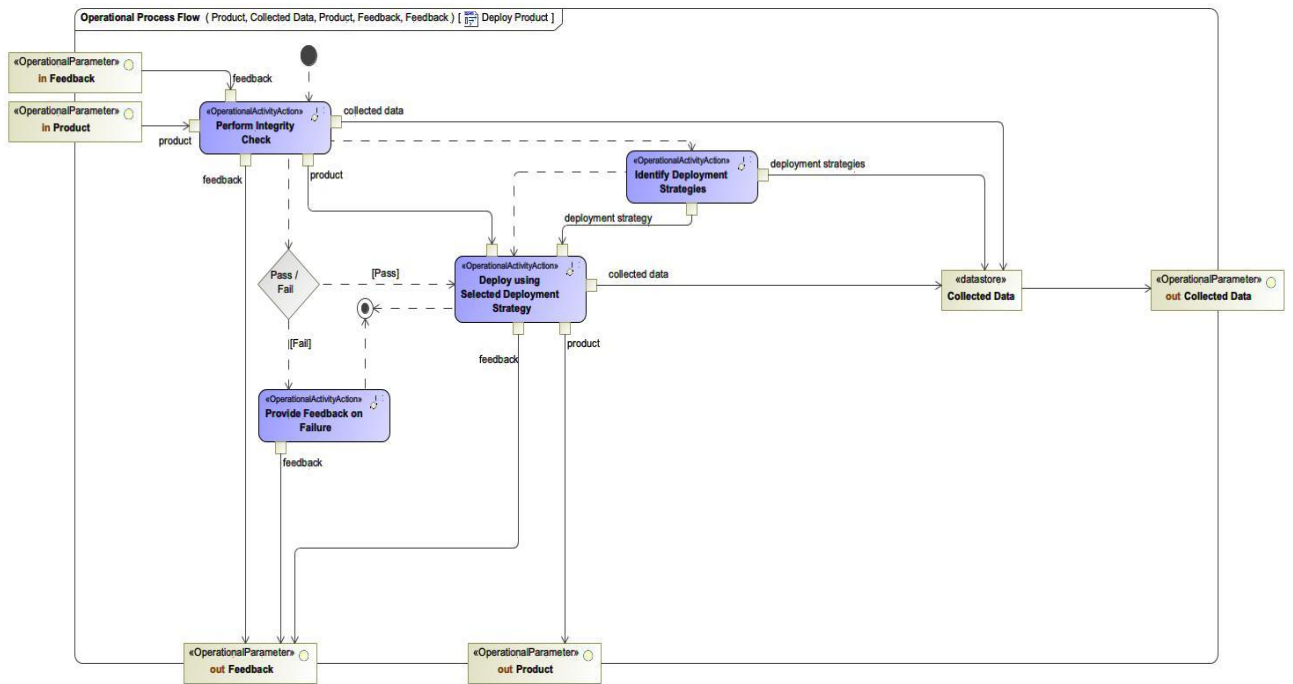 Operational Process Flow ( Product, Collected Data, Product, Feedback, Feedback ) [ Deploy Product ]
«OperationalParameter»
in Feedback
feedback
«OperationalParameter»
in Product
product
«OperationalActivityAction»
Perform Integrity
Check
collected data
feedback
product
«OperationalActivityAction»
Identify Deployment
Strategies
deployment strategies
deployment strategy
Pass /
Fail
[Pass]
«OperationalActivityAction»
Deploy using
Selected Deployment
Strategy
collected data
«datastore»
Collected Data
«OperationalParameter»
out Collected Data
[Fail]
feedback
product
«OperationalActivityAction»
Provide Feedback on
Failure
feedback
«OperationalParameter»
out Feedback
«OperationalParameter»
out Product